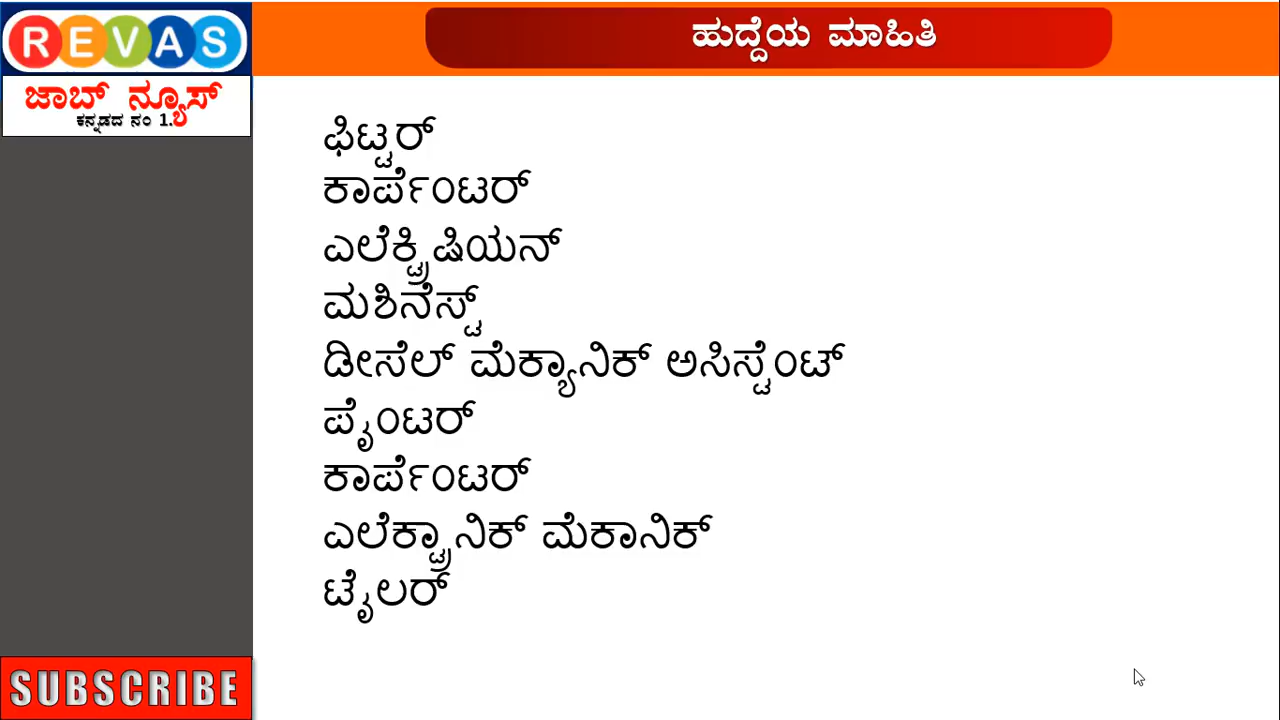 REVAS
ಜಾಬ್ ನ್ಯೂಸ್
ಕನ್ನಡದ ನಂ 1.
ಹುದ್ದೆಯ ಮಾಹಿತಿ
ಫಿಟ್ಟರ್
ಕಾರ್ಪೆಂಟರ್
ಎಲೆಕ್ಟ್ರಿಷಿಯನ್
ಮಶಿನೆಸ್ಟ್
ಡೀಸೆಲ್ ಮೆಕ್ಯಾನಿಕ್ ಅಸಿಸ್ಟೆಂಟ್
ಪೈಂಟರ್
ಕಾರ್ಪೆಂಟರ್
ಎಲೆಕ್ಟ್ರಾನಿಕ್ ಮೆಕಾನಿಕ್
ಟೈಲರ್
SUBSCRIBE